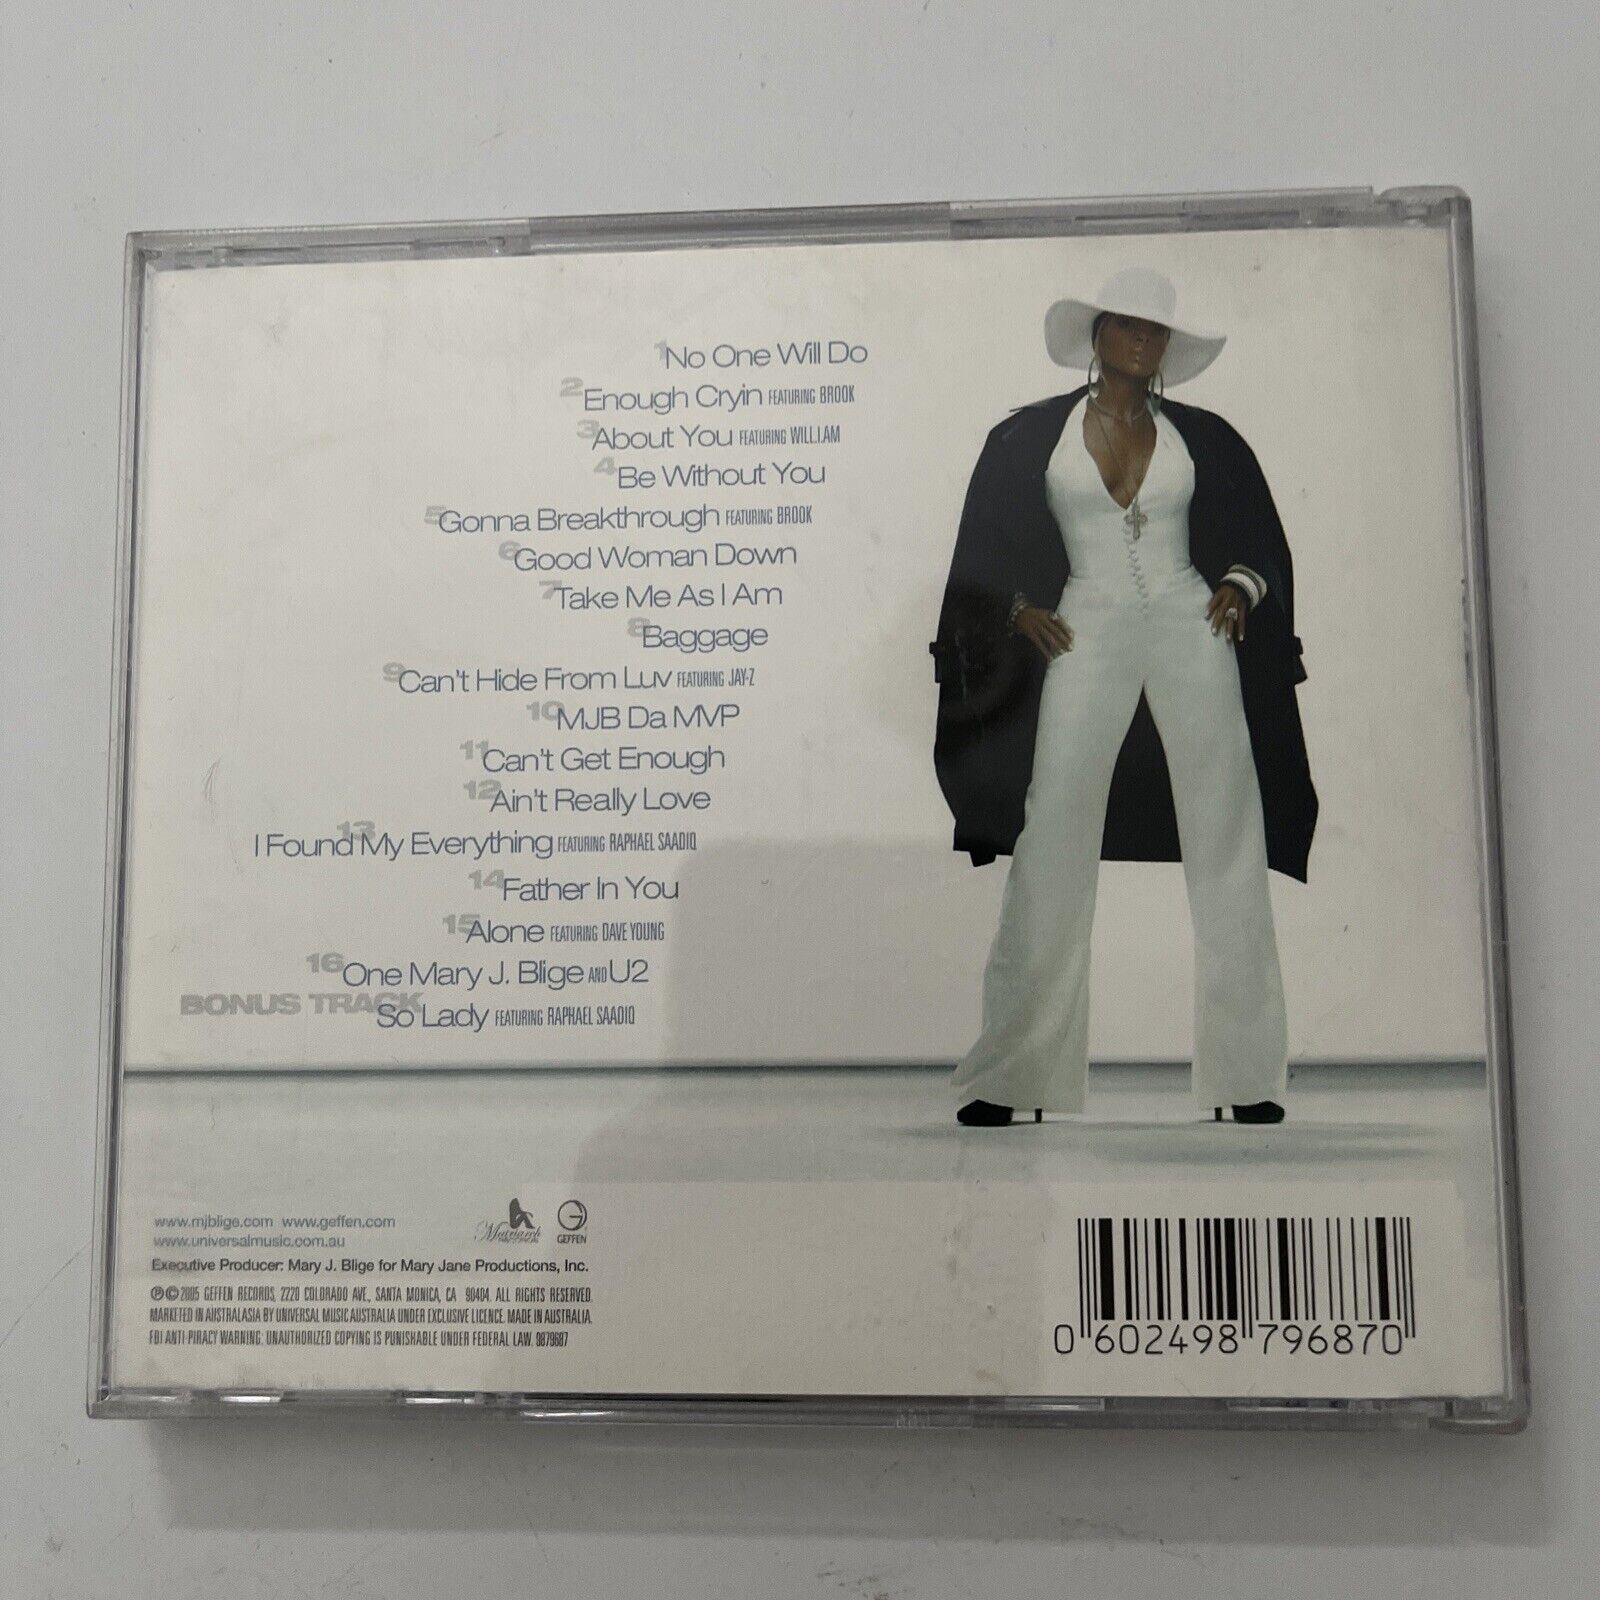 1 No One Will Do
2 Enough Cryin FEATURING BROOK
3 About You FEATURING WILL.I.AM
4 Be Without You
5 Gonna Breakthrough FEATURING BROOK
6 Good Woman Down
7 Take Me As I Am
8 Baggage
9 Can't Hide From Luv FEATURING JAY-Z
10 MJB Da MVP
11 Can't Get Enough
12 Ain't Really Love
13 I Found My Everything FEATURING RAPHAEL SAADIQ
14 Father In You
15 Alone FEATURING DAVE YOUNG
16 One Mary J. Blige AND U2
BONUS TRACK So Lady FEATURING RAPHAEL SAADIQ
www.mjblige.com www.geffen.com
www.universalmusic.com.au
Matriarch
GEFFEN
Executive Producer: Mary J. Blige for Mary Jane Productions, Inc.
℗© 2005 GEFFEN RECORDS, 2220 COLORADO AVE., SANTA MONICA, CA 90404. ALL RIGHTS RESERVED.
MARKETED IN AUSTRALASIA BY UNIVERSAL MUSIC AUSTRALIA UNDER EXCLUSIVE LICENCE. MADE IN AUSTRALIA.
FBI ANTI-PIRACY WARNING: UNAUTHORIZED COPYING IS PUNISHABLE UNDER FEDERAL LAW. 9879687
0 602498 796870